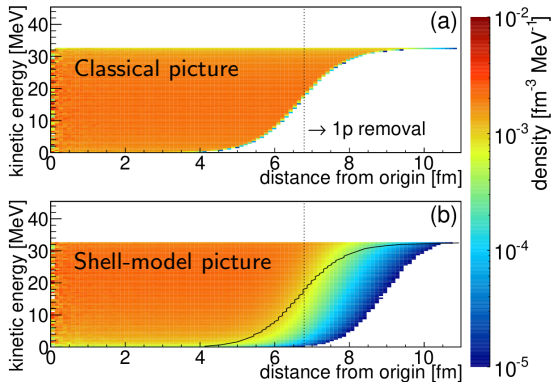 (a)
kinetic energy [MeV]
40
30
20
10
0
Classical picture
→ 1p removal
0 2 4 6 8 10
distance from origin [fm]
(b)
kinetic energy [MeV]
40
30
20
10
0
Shell-model picture
0 2 4 6 8 10
distance from origin [fm]
10⁻²
10⁻³
10⁻⁴
10⁻⁵
density [fm⁻³ MeV⁻¹]